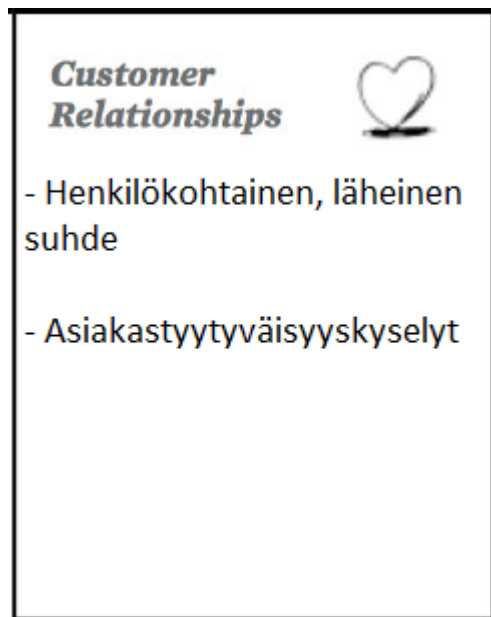 Customer
Relationships
- Henkilökohtainen, läheinen
suhde
- Asiakastyytyväisyyskyselyt